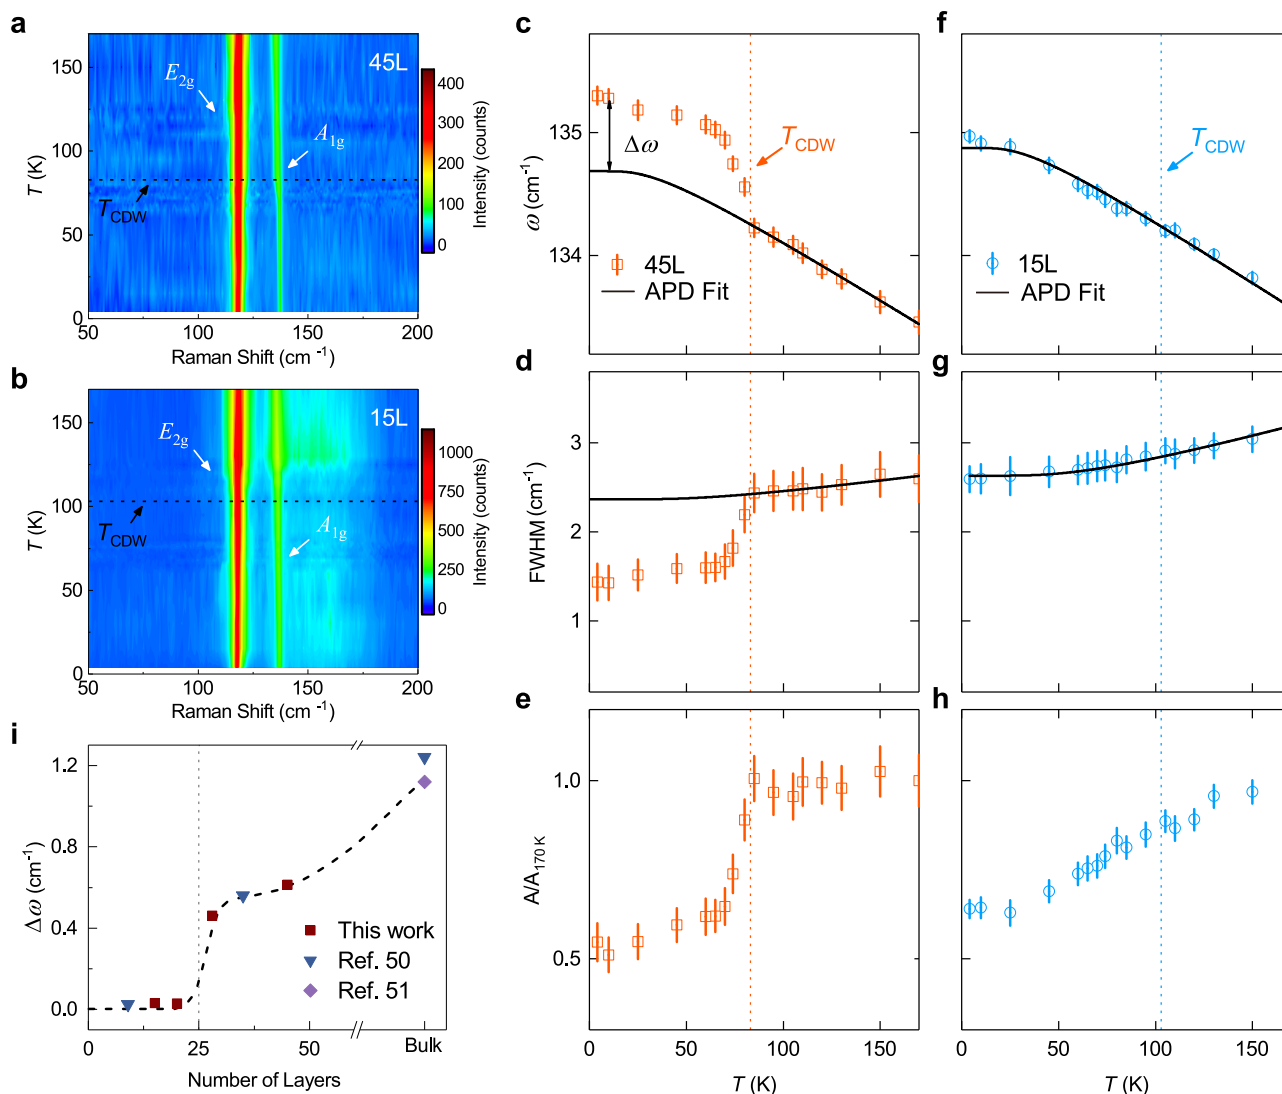 a
45L
E2g
A1g
TCDW
150
100
50
0
T (K)
50
100
150
200
Raman Shift (cm-1)
400
300
200
100
0
Intensity (counts)
b
15L
E2g
TCDW
A1g
150
100
50
0
T (K)
50
100
150
200
Raman Shift (cm-1)
1000
750
500
250
0
Intensity (counts)
c
135
134
ω (cm-1)
Δω
TCDW
45L
APD Fit
f
TCDW
15L
APD Fit
d
3
2
1
FWHM (cm-1)
g
e
1.0
0.5
A/A170 K
0
50
100
150
T (K)
h
0
50
100
150
T (K)
i
1.2
0.8
0.4
0.0
Δω (cm-1)
This work
Ref. 50
Ref. 51
0
25
50
Bulk
Number of Layers